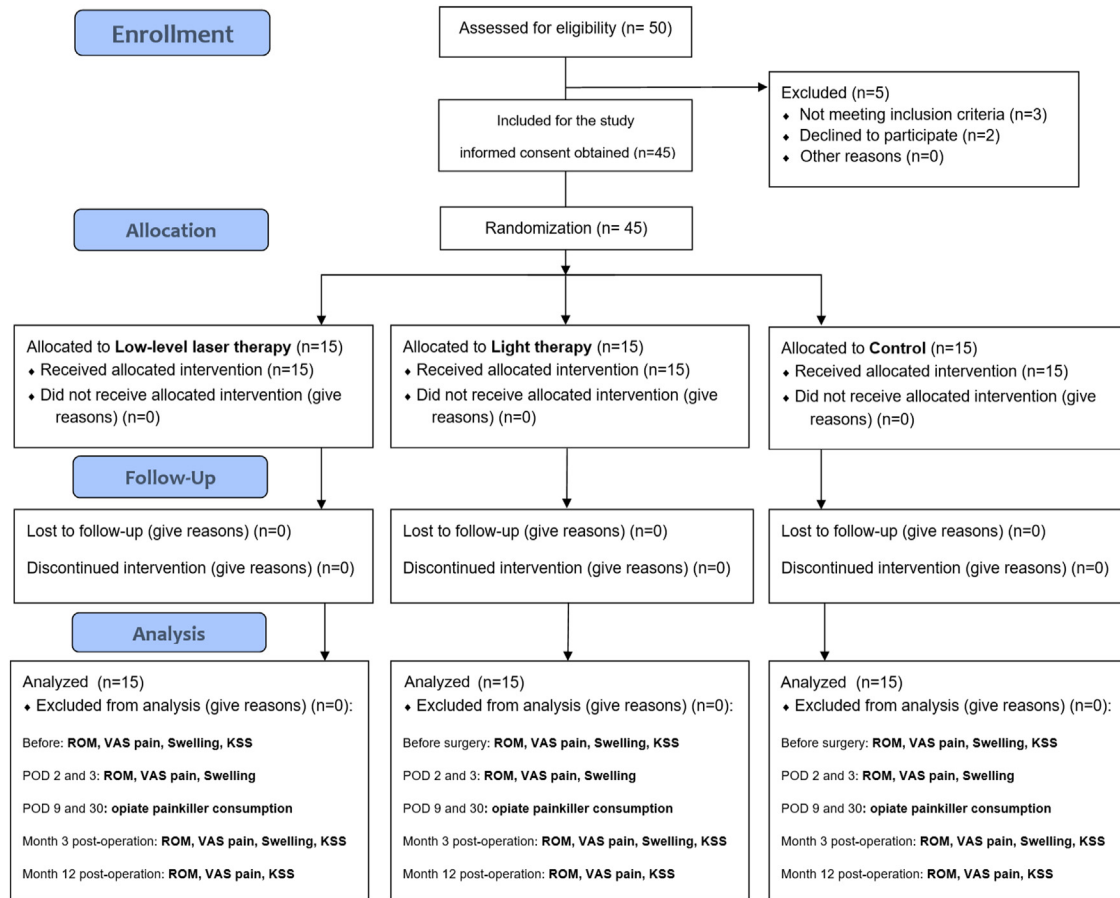 Enrollment
Assessed for eligibility (n= 50)
Excluded (n=5)
⬥ Not meeting inclusion criteria (n=3)
⬥ Declined to participate (n=2)
⬥ Other reasons (n=0)
Included for the study
informed consent obtained (n=45)
Allocation
Randomization (n= 45)
Allocated to Low-level laser therapy (n=15)
⬥ Received allocated intervention (n=15)
⬥ Did not receive allocated intervention (give
reasons) (n=0)
Allocated to Light therapy (n=15)
⬥ Received allocated intervention (n=15)
⬥ Did not receive allocated intervention (give
reasons) (n=0)
Allocated to Control (n=15)
⬥ Received allocated intervention (n=15)
⬥ Did not receive allocated intervention (give
reasons) (n=0)
Follow-Up
Lost to follow-up (give reasons) (n=0)
Discontinued intervention (give reasons) (n=0)
Lost to follow-up (give reasons) (n=0)
Discontinued intervention (give reasons) (n=0)
Lost to follow-up (give reasons) (n=0)
Discontinued intervention (give reasons) (n=0)
Analysis
Analyzed (n=15)
⬥ Excluded from analysis (give reasons) (n=0):
Before: ROM, VAS pain, Swelling, KSS
POD 2 and 3: ROM, VAS pain, Swelling
POD 9 and 30: opiate painkiller consumption
Month 3 post-operation: ROM, VAS pain, Swelling, KSS
Month 12 post-operation: ROM, VAS pain, KSS
Analyzed (n=15)
⬥ Excluded from analysis (give reasons) (n=0):
Before surgery: ROM, VAS pain, Swelling, KSS
POD 2 and 3: ROM, VAS pain, Swelling
POD 9 and 30: opiate painkiller consumption
Month 3 post-operation: ROM, VAS pain, Swelling, KSS
Month 12 post-operation: ROM, VAS pain, KSS
Analyzed (n=15)
⬥ Excluded from analysis (give reasons) (n=0):
Before surgery: ROM, VAS pain, Swelling, KSS
POD 2 and 3: ROM, VAS pain, Swelling
POD 9 and 30: opiate painkiller consumption
Month 3 post-operation: ROM, VAS pain, Swelling, KSS
Month 12 post-operation: ROM, VAS pain, KSS